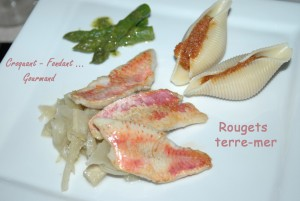 Croquant - Fondant ...
Gourmand
Rougets
terre-mer